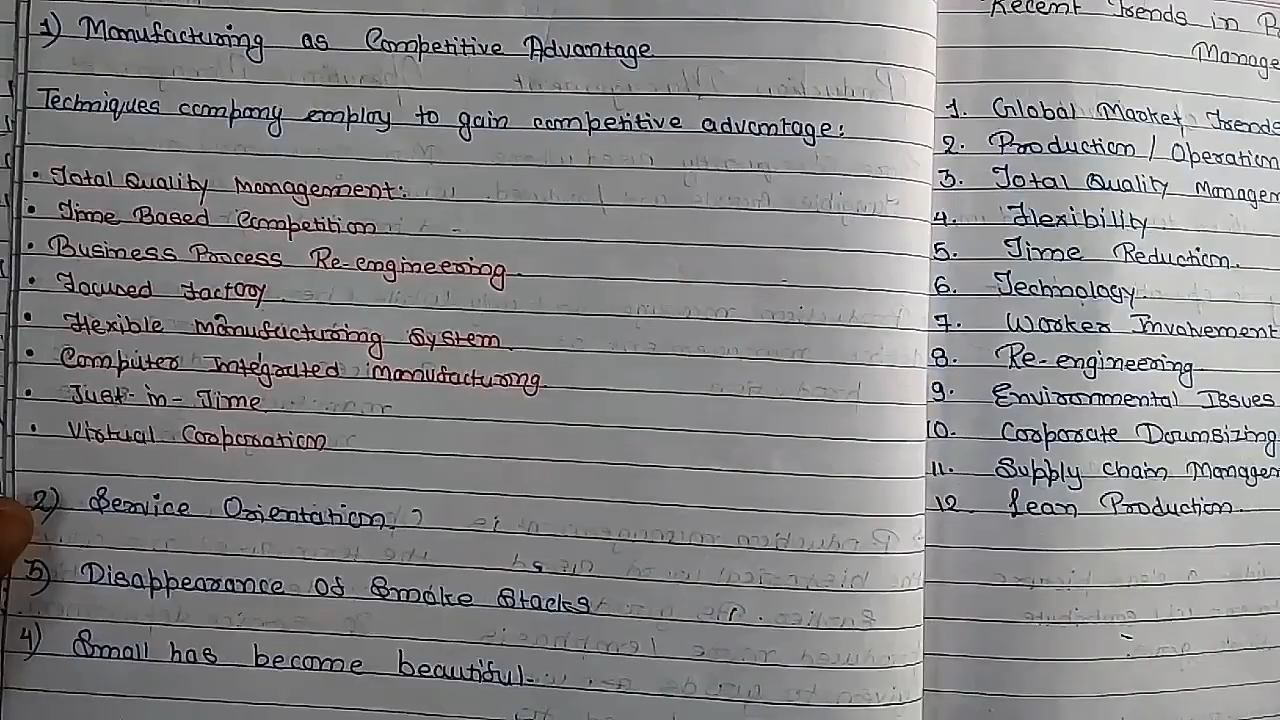 1) Manufacturing as Competitive Advantage
Techniques company employ to gain competitive advantage:
• Total Quality Management:
• Time Based Competition
• Business Process Re-engineering
• Focused Factory
• Flexible Manufacturing System
• Computer Integrated Manufacturing
• Just-in-Time
• Virtual Corporation
2) Service Orientation
3) Disappearance of Smoke Stacks
4) Small has become beautiful
Recent Trends in
Manage
1. Global Market Trends
2. Production / Operation
3. Total Quality Managem
4. Flexibility
5. Time Reduction.
6. Technology
7. Worker Involvement
8. Re-engineering
9. Environmental Issues
10. Corporate Downsizing
11. Supply Chain Manage
12. Lean Production.